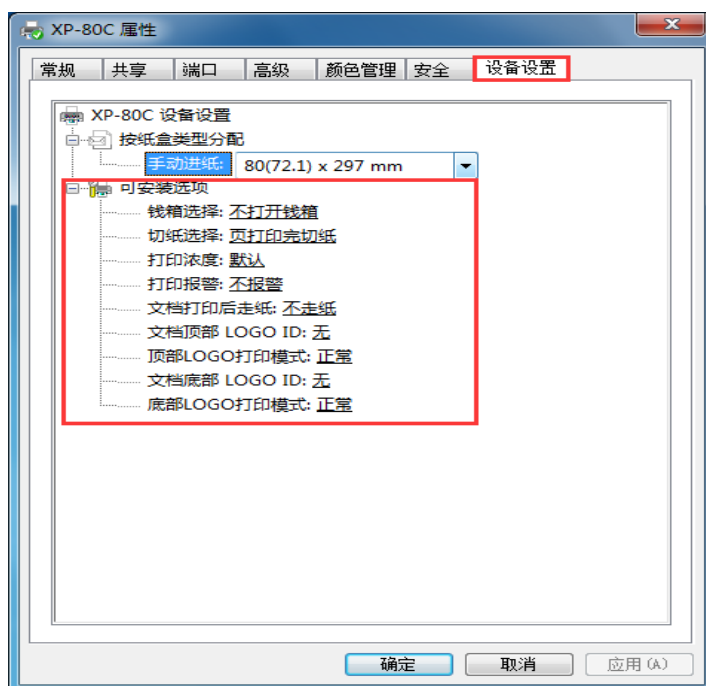 XP-80C 属性
常规 共享 端口 高级 颜色管理 安全 设备设置
XP-80C 设备设置
按纸盒类型分配
手动进纸: 80(72.1) x 297 mm
可安装选项
钱箱选择: 不打开钱箱
切纸选择: 页打印完切纸
打印浓度: 默认
打印报警: 不报警
文档打印后走纸: 不走纸
文档顶部 LOGO ID: 无
顶部LOGO打印模式: 正常
文档底部 LOGO ID: 无
底部LOGO打印模式: 正常
确定 取消 应用(A)